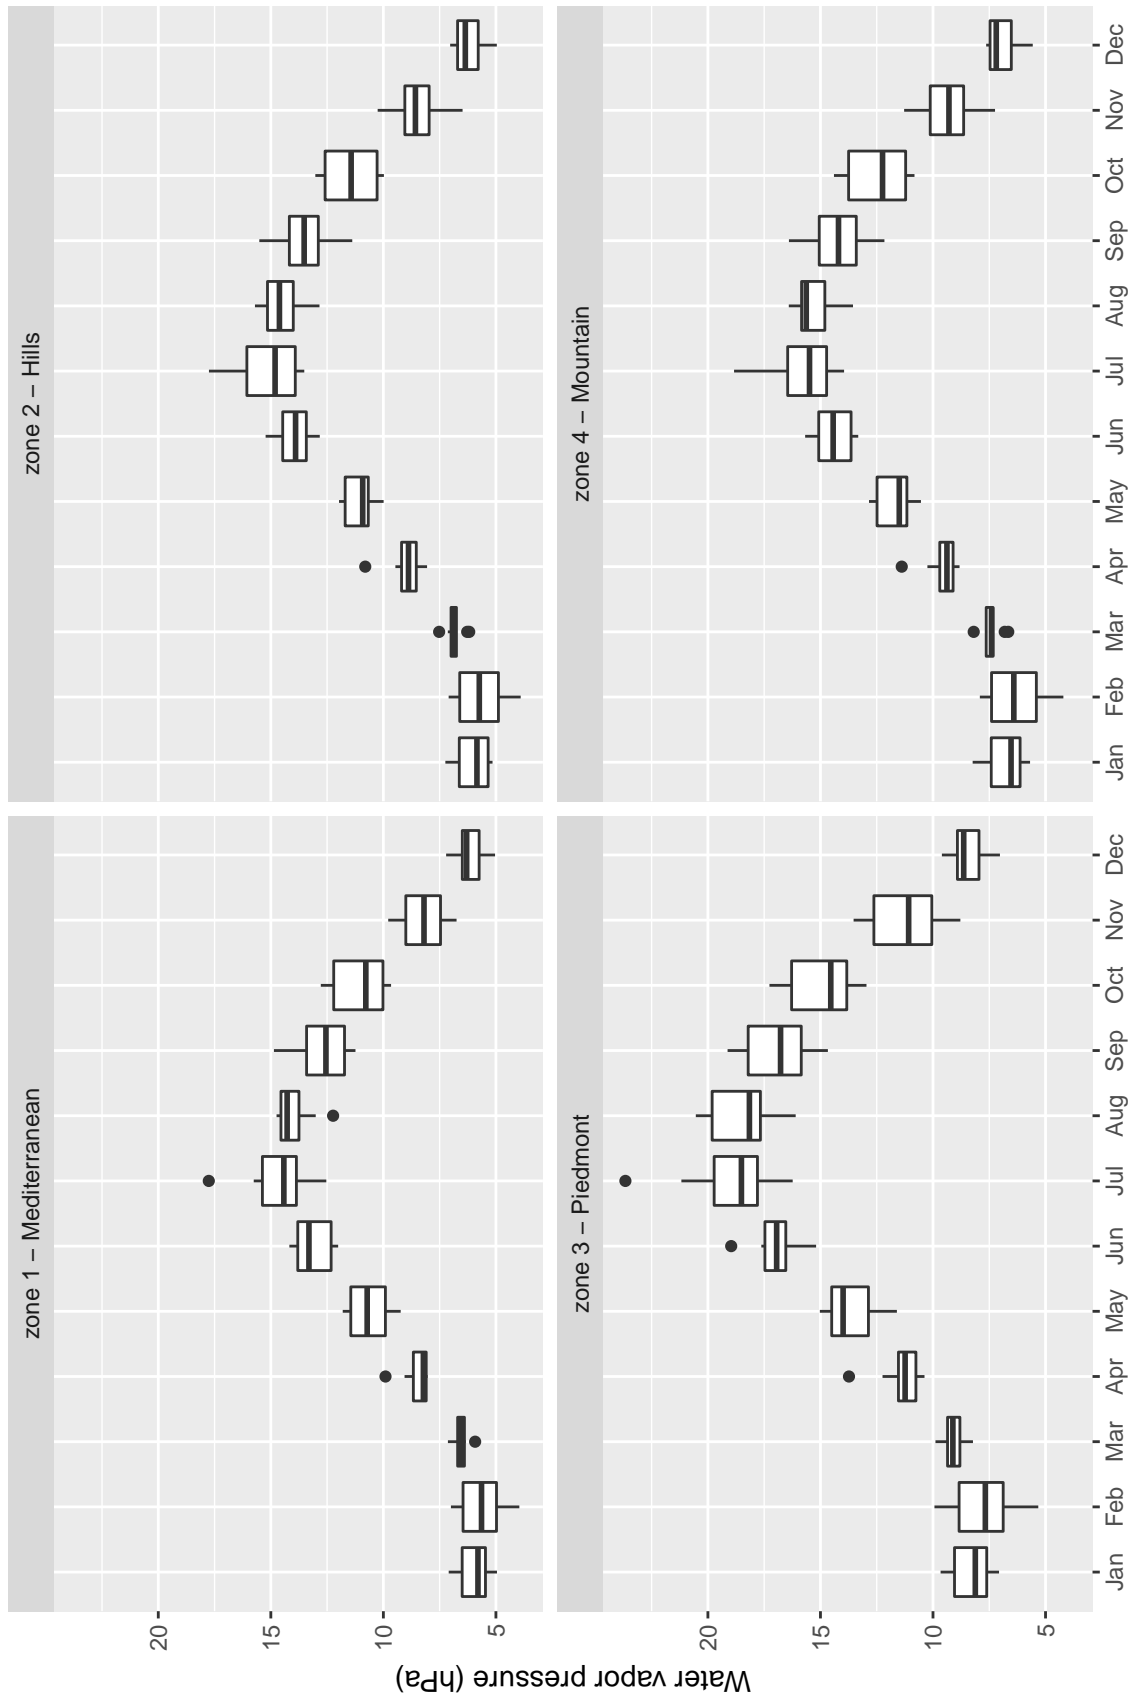 zone 1 – Mediterranean
zone 2 – Hills
20
15
10
5
zone 3 – Piedmont
zone 4 – Mountain
20
15
10
5
Jan Feb Mar Apr May Jun Jul Aug Sep Oct Nov Dec
Jan Feb Mar Apr May Jun Jul Aug Sep Oct Nov Dec
Water vapor pressure (hPa)